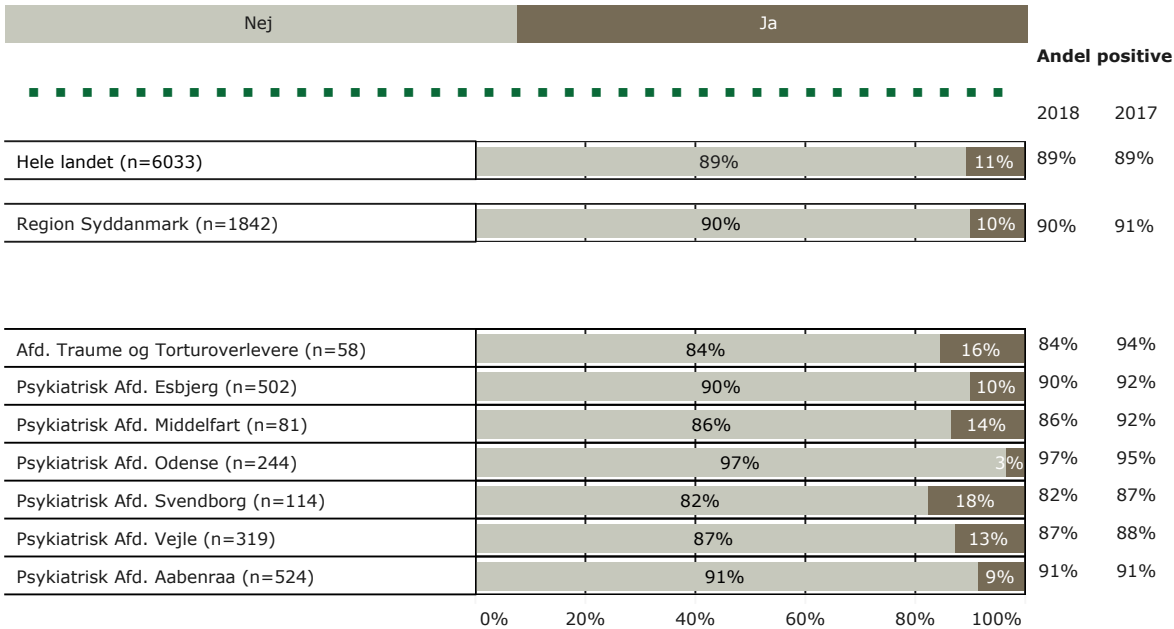 Nej Ja
Andel positive
2018 2017
Hele landet (n=6033) 89% 11% 89% 89%
Region Syddanmark (n=1842) 90% 10% 90% 91%
Afd. Traume og Torturoverlevere (n=58) 84% 16% 84% 94%
Psykiatrisk Afd. Esbjerg (n=502) 90% 10% 90% 92%
Psykiatrisk Afd. Middelfart (n=81) 86% 14% 86% 92%
Psykiatrisk Afd. Odense (n=244) 97% 3% 97% 95%
Psykiatrisk Afd. Svendborg (n=114) 82% 18% 82% 87%
Psykiatrisk Afd. Vejle (n=319) 87% 13% 87% 88%
Psykiatrisk Afd. Aabenraa (n=524) 91% 9% 91% 91%
0% 20% 40% 60% 80% 100%